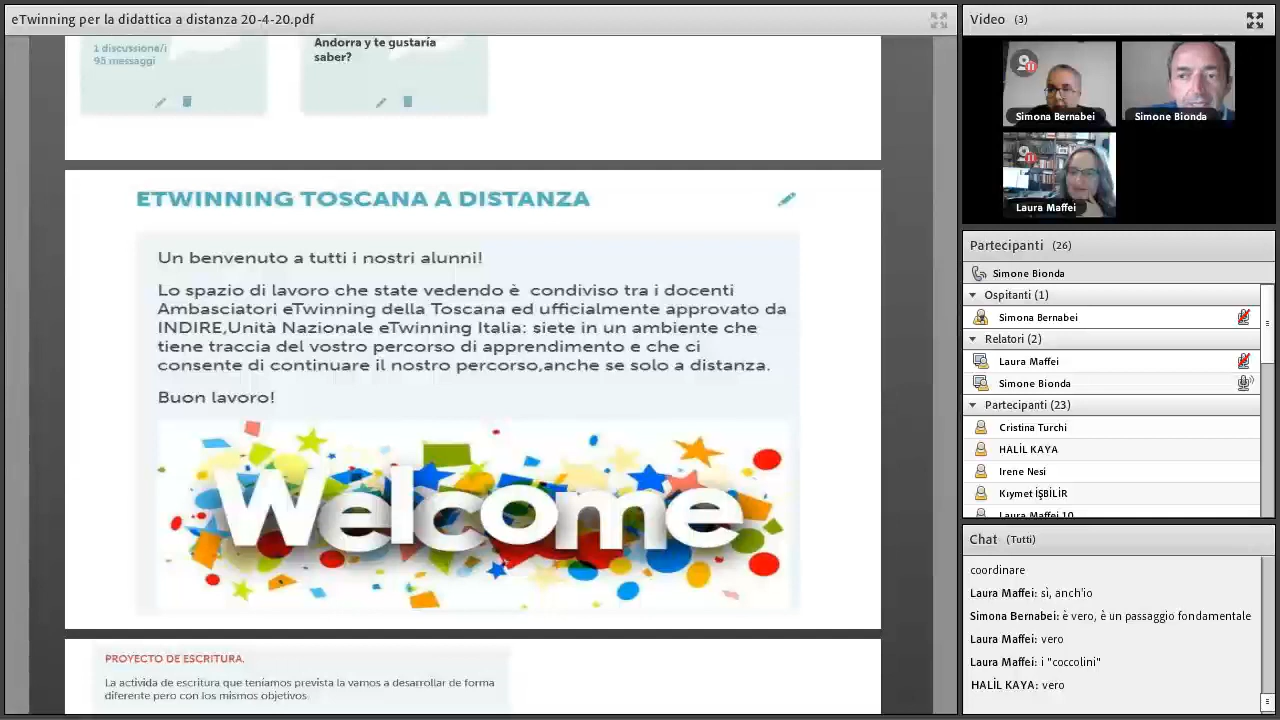 eTwinning per la didattica a distanza 20-4-20.pdf
1 discussione/i
95 messaggi
Andorra y te gustaría
saber?
ETWINNING TOSCANA A DISTANZA
Un benvenuto a tutti i nostri alunni!
Lo spazio di lavoro che state vedendo è condiviso tra i docenti
Ambasciatori eTwinning della Toscana ed ufficialmente approvato da
INDIRE,Unità Nazionale eTwinning Italia: siete in un ambiente che
tiene traccia del vostro percorso di apprendimento e che ci
consente di continuare il nostro percorso,anche se solo a distanza.
Buon lavoro!
Welcome
PROYECTO DE ESCRITURA.
La activida de escritura que teníamos prevista la vamos a desarrollar de forma
diferente pero con los mismos objetivos
Video (3)
Simona Bernabei
Simone Bionda
Laura Maffei
Partecipanti (26)
Simone Bionda
Ospitanti (1)
Simona Bernabei
Relatori (2)
Laura Maffei
Simone Bionda
Partecipanti (23)
Cristina Turchi
HALİL KAYA
Irene Nesi
Kıymet İŞBİLİR
Laura Maffei 10
Chat (Tutti)
coordinare
Laura Maffei: sì, anch'io
Simona Bernabei: è vero, è un passaggio fondamentale
Laura Maffei: vero
Laura Maffei: i "coccolini"
HALİL KAYA: vero